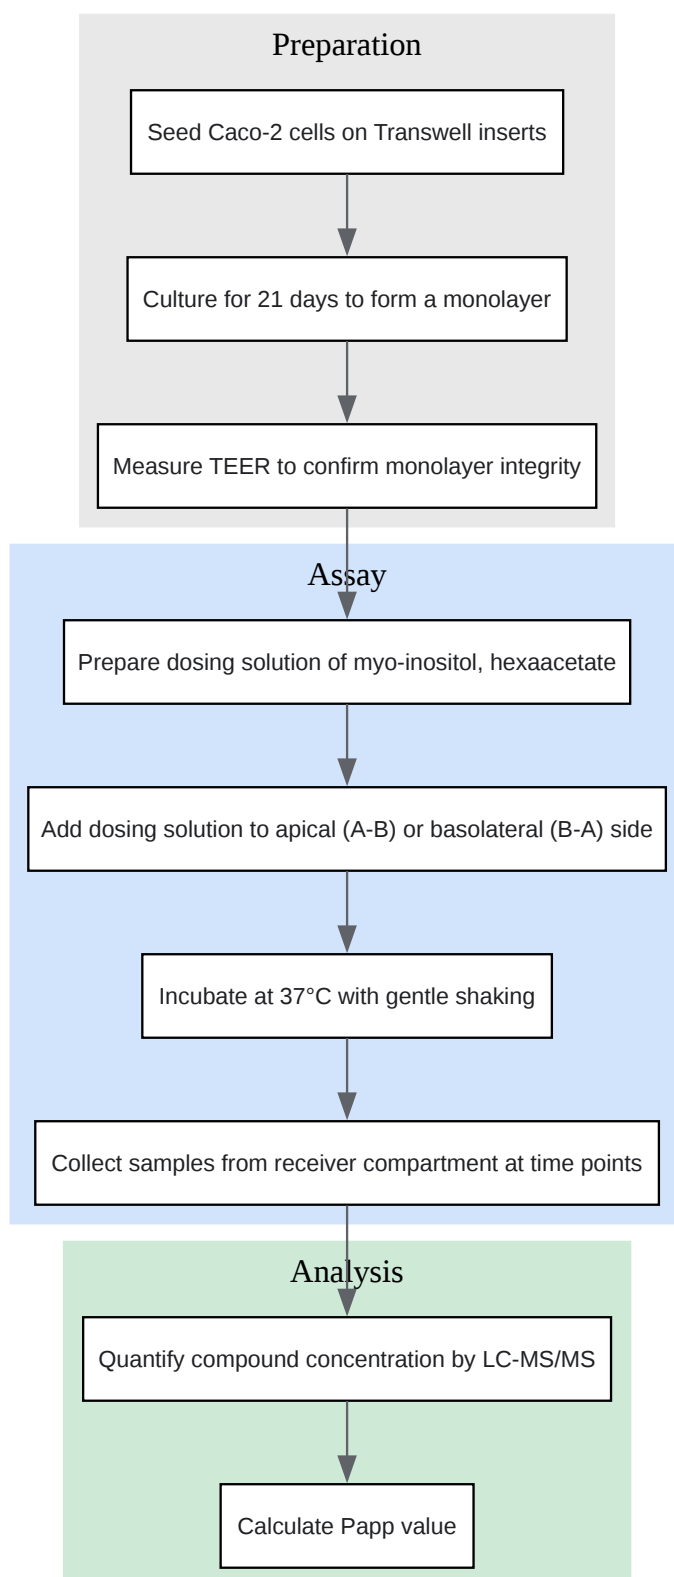 Preparation
Seed Caco-2 cells on Transwell inserts
Culture for 21 days to form a monolayer
Measure TEER to confirm monolayer integrity
Assay
Prepare dosing solution of myo-inositol, hexaacetate
Add dosing solution to apical (A-B) or basolateral (B-A) side
Incubate at 37°C with gentle shaking
Collect samples from receiver compartment at time points
Analysis
Quantify compound concentration by LC-MS/MS
Calculate Papp value